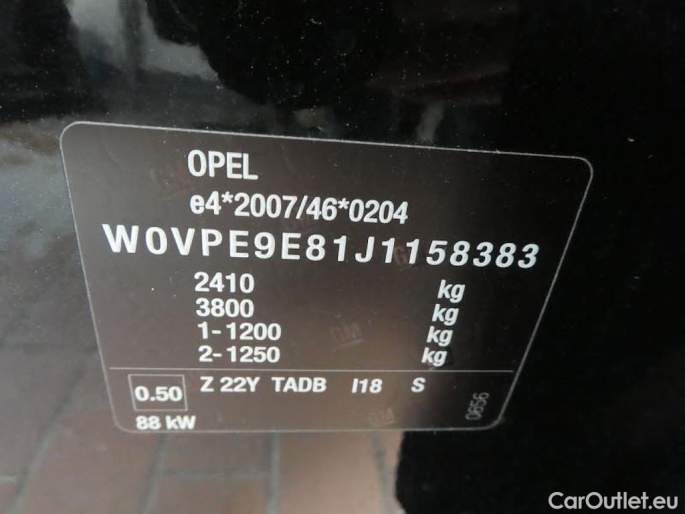 OPEL
e4*2007/46*0204
W0VPE9E81J1158383
2410 kg
3800 kg
1-1200 kg
2-1250 kg
0.50 Z 22Y TADB I18 S
88 kW
0656
CarOutlet.eu